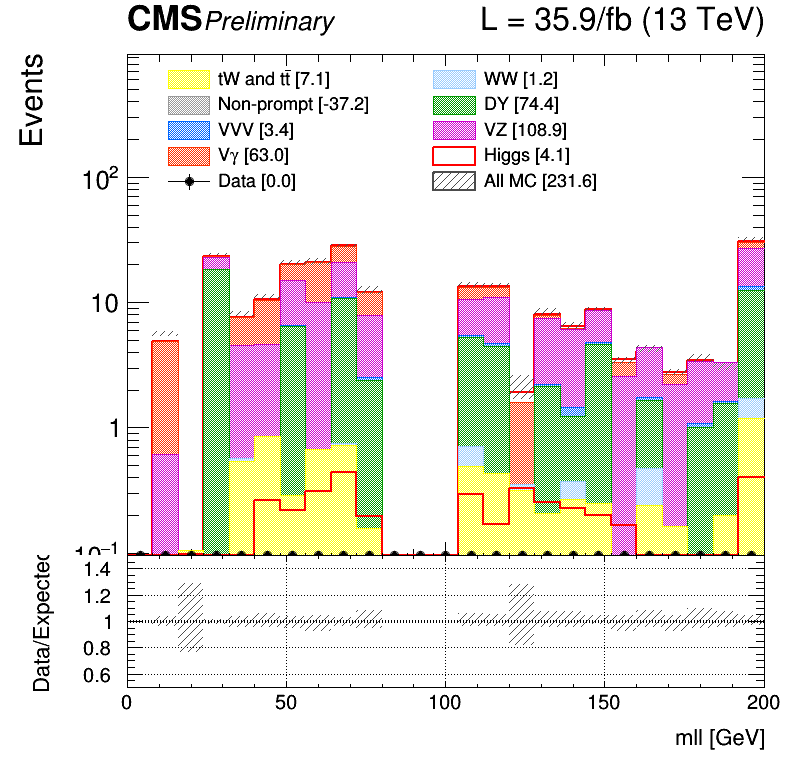 CMS Preliminary L = 35.9/fb (13 TeV)
Events
tW and tt̄ [7.1] WW [1.2]
Non-prompt [-37.2] DY [74.4]
VVV [3.4] VZ [108.9]
Vγ [63.0] Higgs [4.1]
Data [0.0] All MC [231.6]
10²
10
1
10⁻¹
Data/Expected
1.4
1.2
1
0.8
0.6
0 50 100 150 200
mll [GeV]